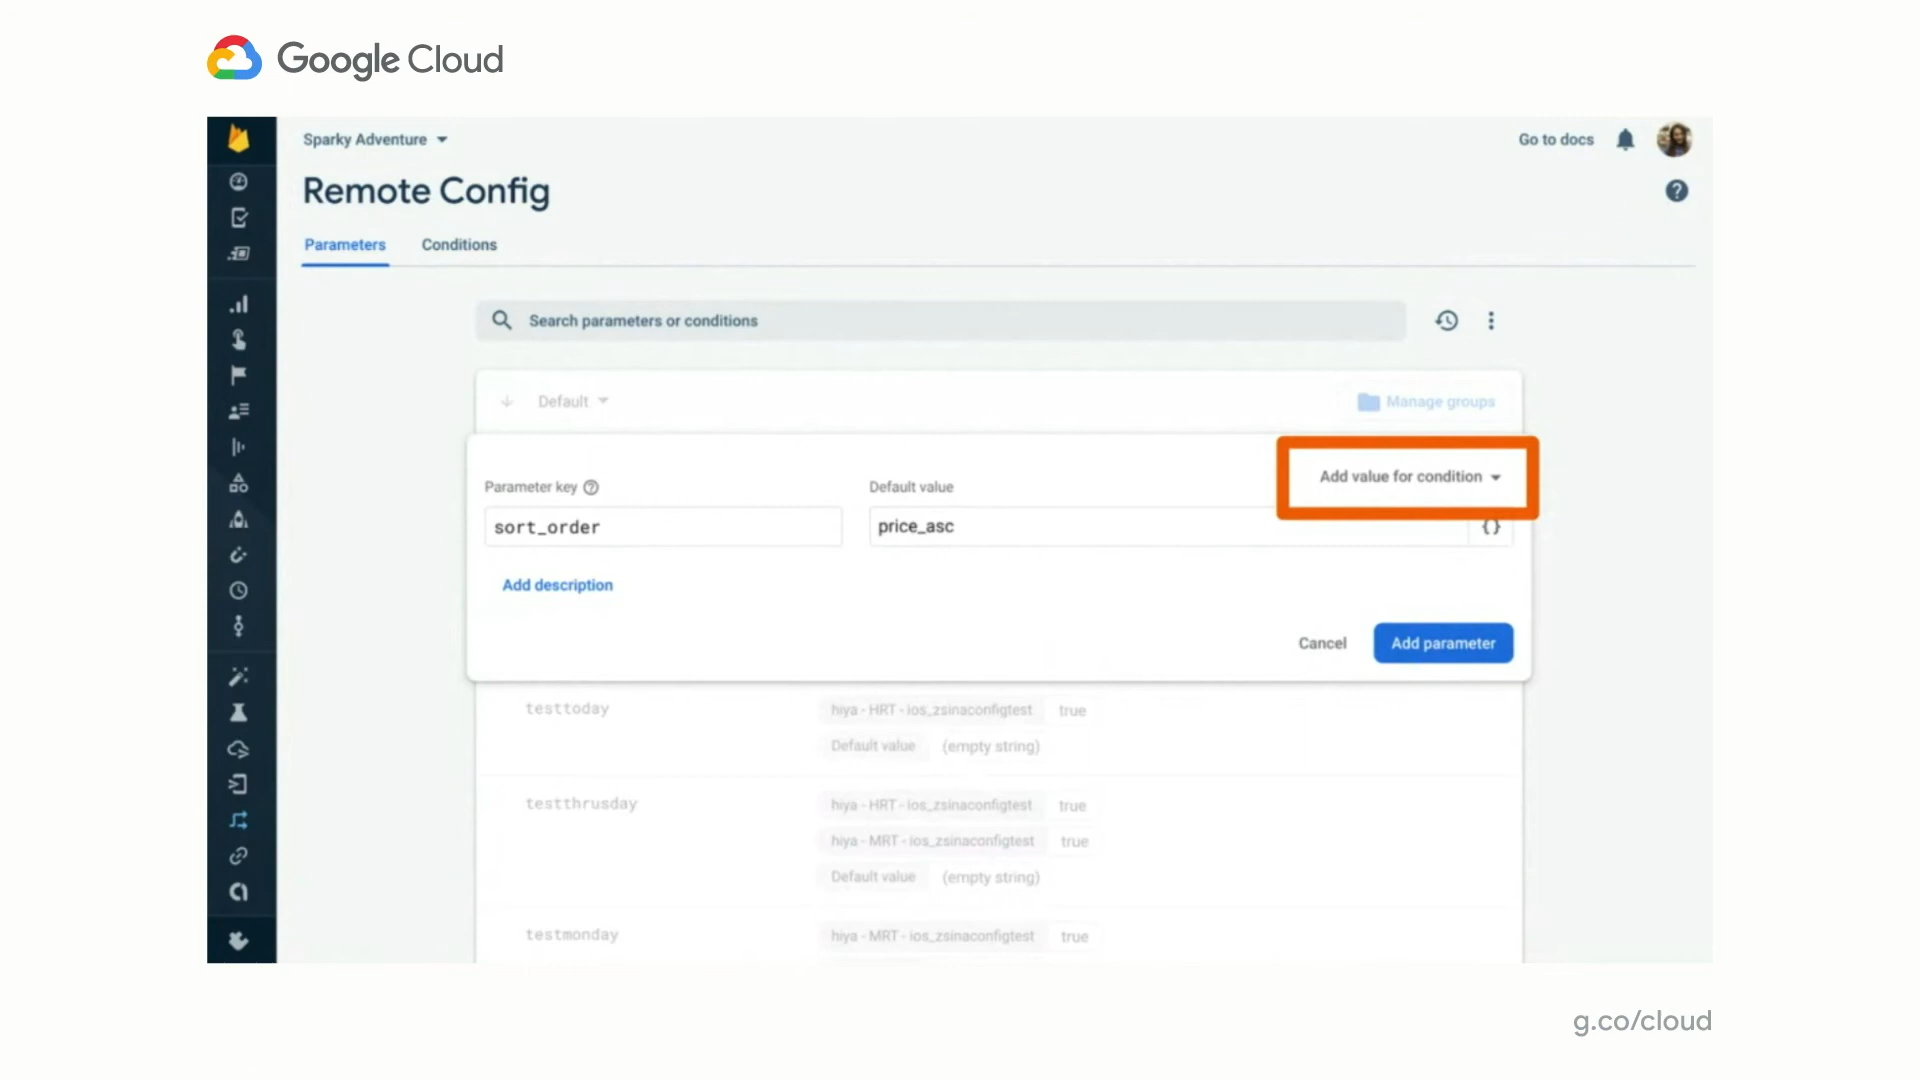 Google Cloud
Sparky Adventure
Go to docs
Remote Config
Parameters
Conditions
Search parameters or conditions
Default
Manage groups
Add value for condition
Parameter key
Default value
sort_order
price_asc
{}
Add description
Cancel
Add parameter
testtoday
hiya - HRT - ios_zsinaconfigtest
true
Default value
(empty string)
testthrusday
hiya - HRT - ios_zsinaconfigtest
true
hiya - MRT - ios_zsinaconfigtest
true
Default value
(empty string)
testmonday
hiya - MRT - ios_zsinaconfigtest
true
g.co/cloud